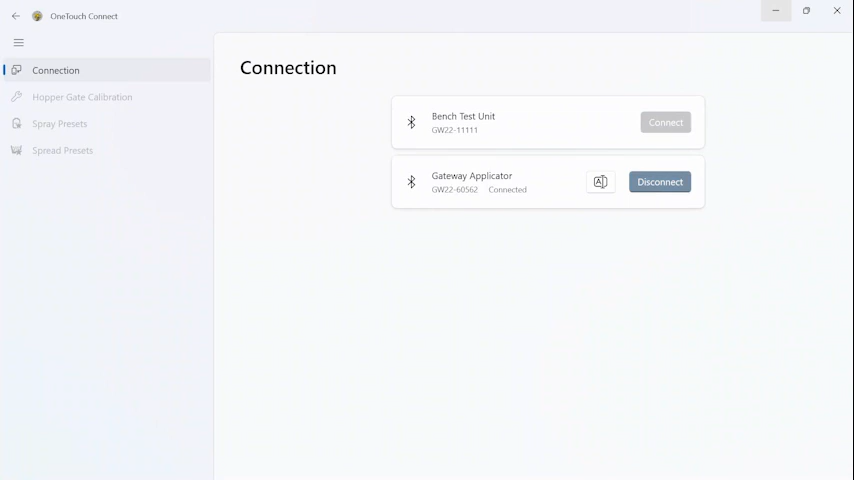 OneTouch Connect
Connection
Hopper Gate Calibration
Spray Presets
Spread Presets
Connection
Bench Test Unit
GW22-11111
Connect
Gateway Applicator
GW22-60562 Connected
A
Disconnect